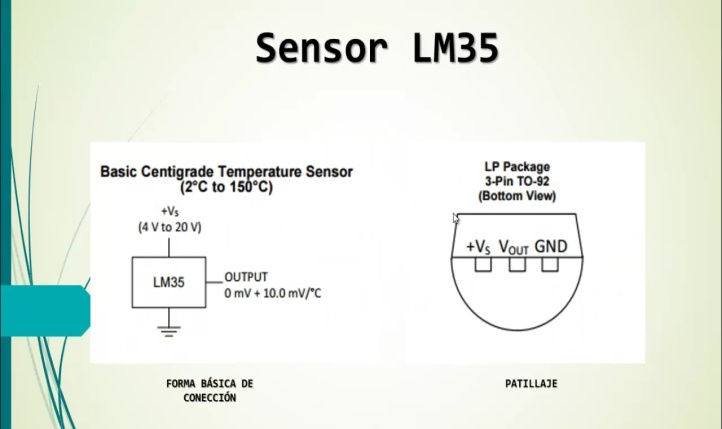 Sensor LM35
Basic Centigrade Temperature Sensor
(2°C to 150°C)
+VS
(4 V to 20 V)
LM35
OUTPUT
0 mV + 10.0 mV/°C
FORMA BÁSICA DE
CONECCIÓN
LP Package
3-Pin TO-92
(Bottom View)
+VS VOUT GND
PATILLAJE